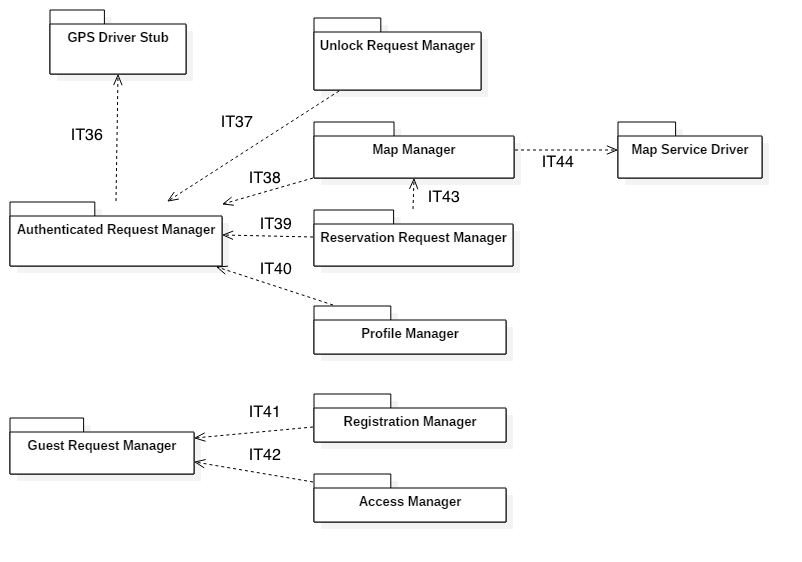 GPS Driver Stub
Unlock Request Manager
IT36
IT37
Map Manager
Map Service Driver
IT44
IT38
IT43
Authenticated Request Manager
IT39
Reservation Request Manager
IT40
Profile Manager
IT41
Registration Manager
Guest Request Manager
IT42
Access Manager